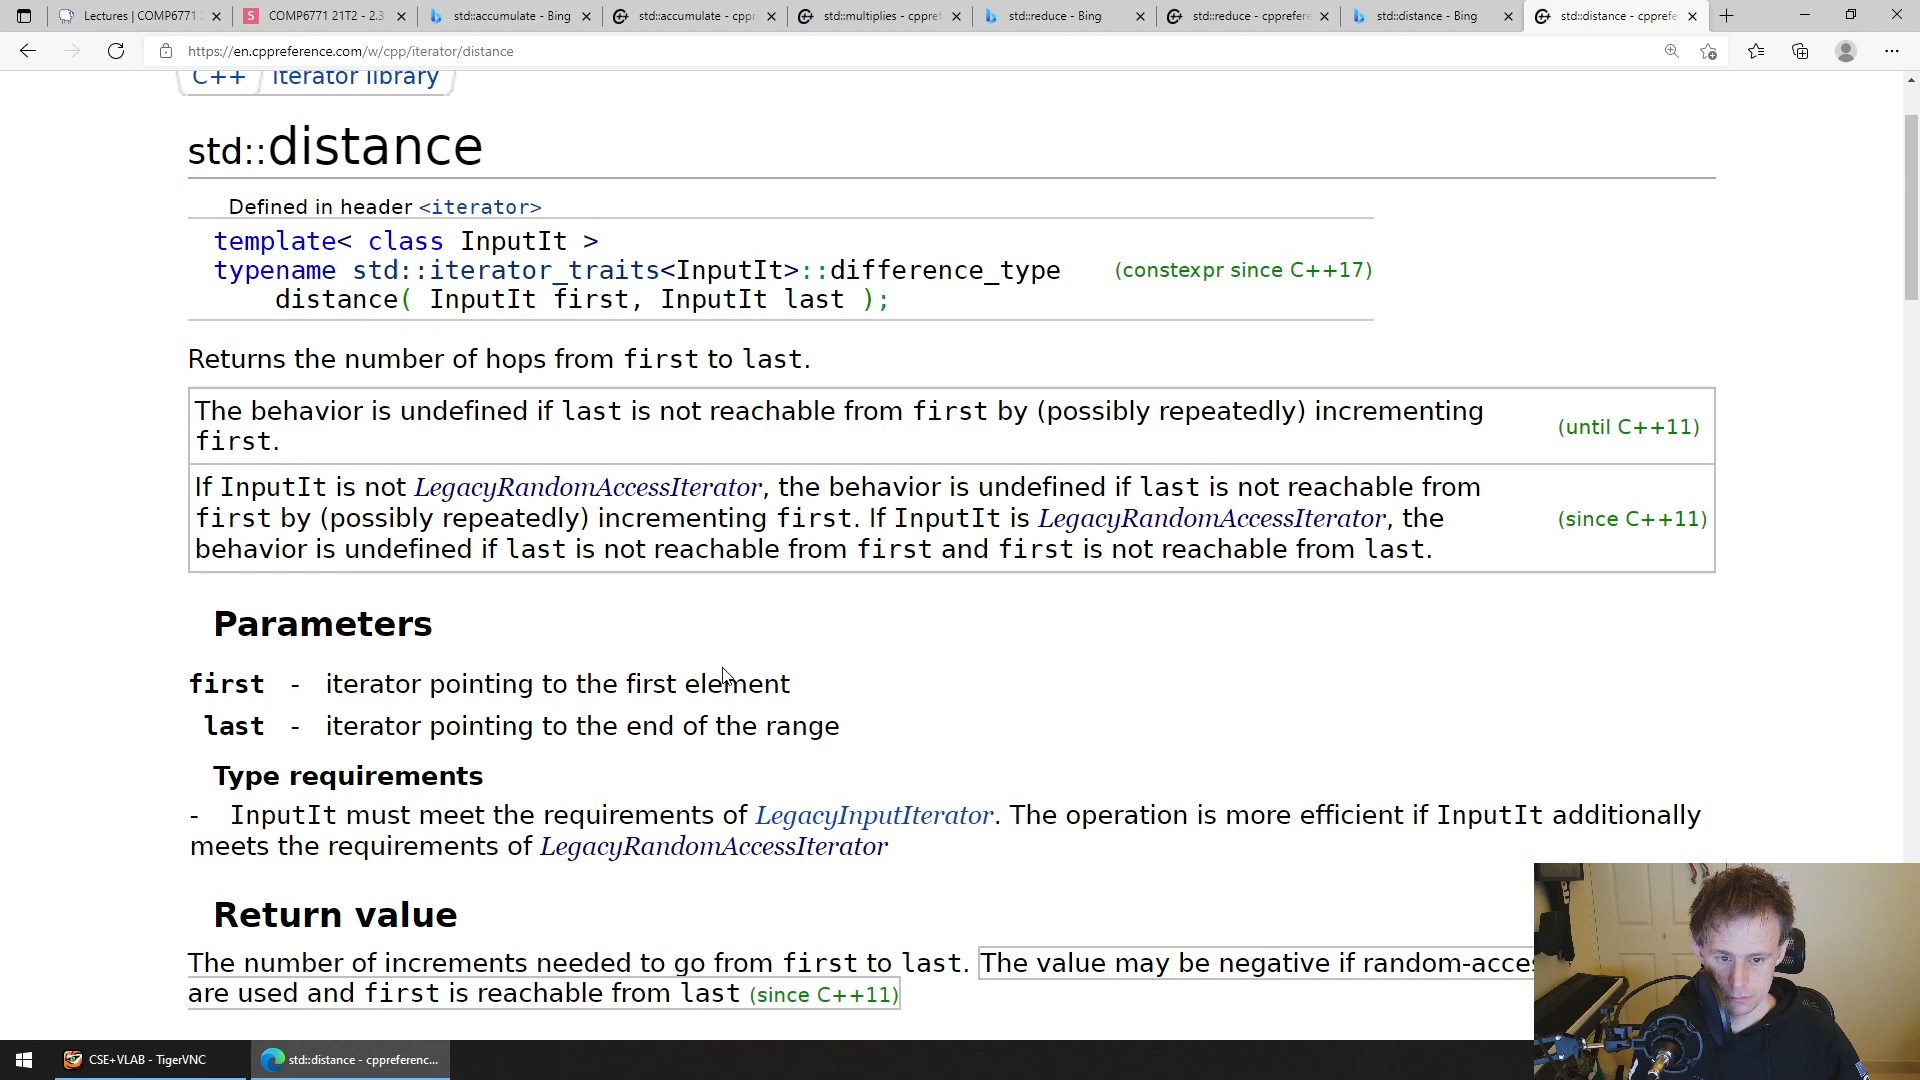 Lectures | COMP6771
COMP6771 21T2 - 2.3
std::accumulate - Bing
std::accumulate - cppr
std::multiplies - cppref
std::reduce - Bing
std::reduce - cpprefere
std::distance - Bing
std::distance - cpprefe
https://en.cppreference.com/w/cpp/iterator/distance
C++ Iterator library
std::distance
Defined in header <iterator>
template< class InputIt >
typename std::iterator_traits<InputIt>::difference_type (constexpr since C++17)
distance( InputIt first, InputIt last );
Returns the number of hops from first to last.
The behavior is undefined if last is not reachable from first by (possibly repeatedly) incrementing
first.
(until C++11)
If InputIt is not LegacyRandomAccessIterator, the behavior is undefined if last is not reachable from
first by (possibly repeatedly) incrementing first. If InputIt is LegacyRandomAccessIterator, the
behavior is undefined if last is not reachable from first and first is not reachable from last.
(since C++11)
Parameters
first - iterator pointing to the first element
last - iterator pointing to the end of the range
Type requirements
- InputIt must meet the requirements of LegacyInputIterator. The operation is more efficient if InputIt additionally
meets the requirements of LegacyRandomAccessIterator
Return value
The number of increments needed to go from first to last. The value may be negative if random-acces
are used and first is reachable from last (since C++11)
CSE+VLAB - TigerVNC
std::distance - cppreferenc...